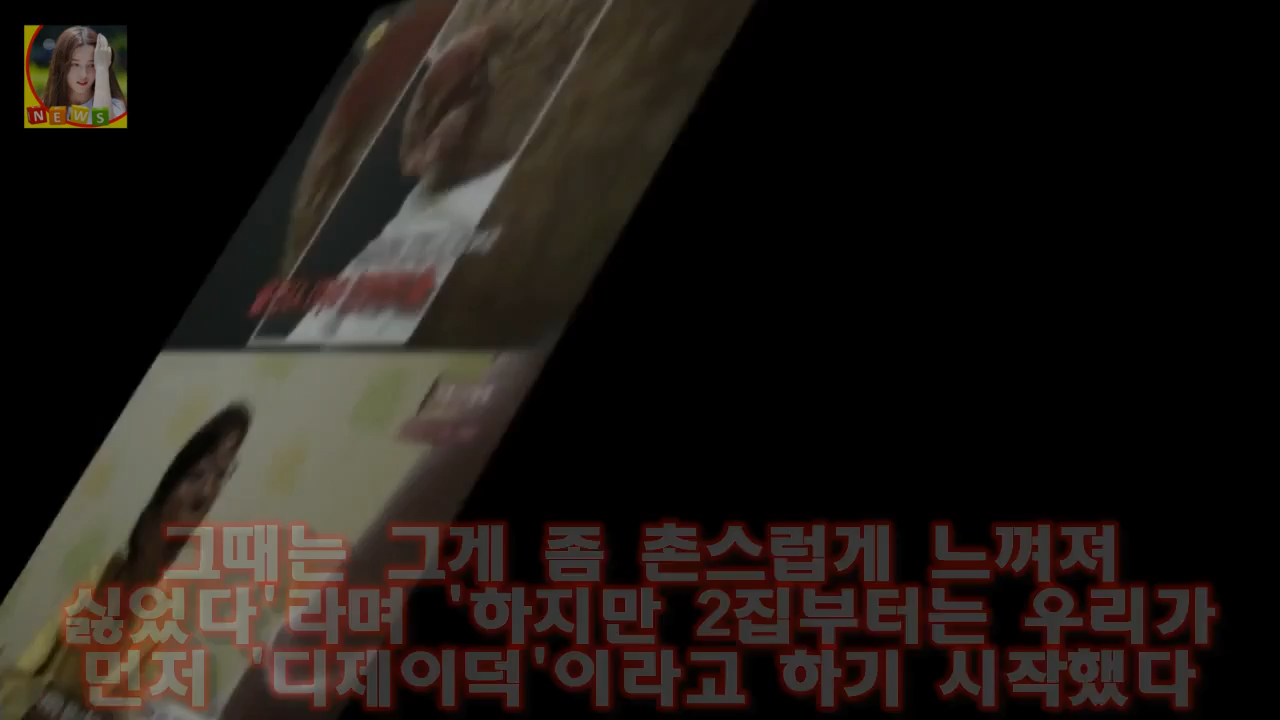 NEWS
그때는 그게 좀 촌스럽게 느껴져
싫었다'라며 '하지만 2집부터는 우리가
먼저 '디제이덕'이라고 하기 시작했다